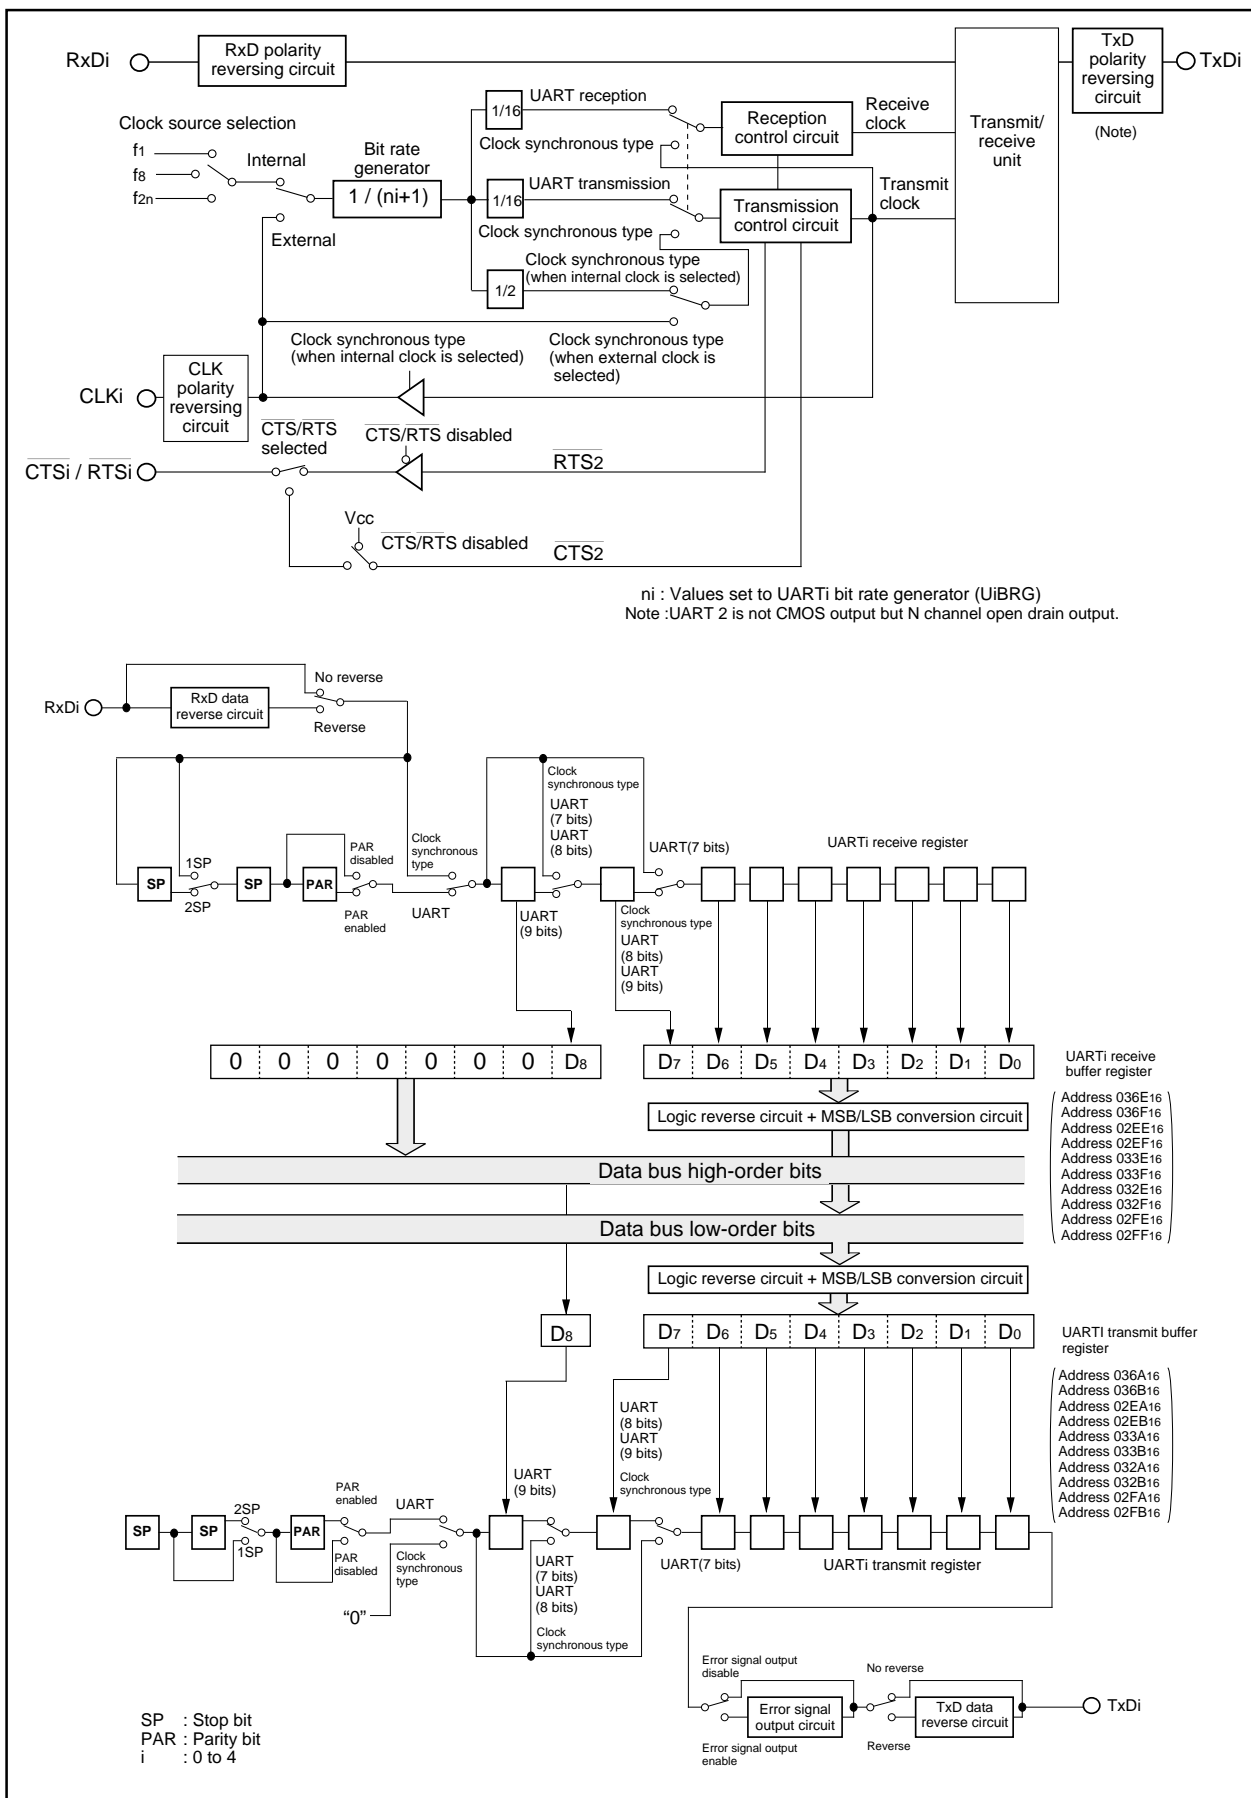 RxDi
RxD polarity
reversing circuit
TxD
polarity
reversing
circuit
TxDi
(Note)
Clock source selection
f1
f8
f2n
Internal
External
Bit rate
generator
1 / (ni+1)
1/16
UART reception
Clock synchronous type
Reception
control circuit
Receive
clock
Transmit/
receive
unit
1/16
UART transmission
Clock synchronous type
Transmission
control circuit
Transmit
clock
1/2
Clock synchronous type
(when internal clock is selected)
Clock synchronous type
(when internal clock is selected)
Clock synchronous type
(when external clock is
selected)
CLKi
CLK
polarity
reversing
circuit
CTS/RTS
selected
CTS/RTS disabled
CTSi / RTSi
RTS2
Vcc
CTS/RTS disabled
CTS2
ni : Values set to UARTi bit rate generator (UiBRG)
Note :UART 2 is not CMOS output but N channel open drain output.
RxDi
RxD data
reverse circuit
No reverse
Reverse
SP
1SP
2SP
SP
PAR
PAR
disabled
PAR
enabled
Clock
synchronous
type
UART
Clock
synchronous type
UART
(7 bits)
UART
(8 bits)
UART
(9 bits)
UART(7 bits)
Clock
synchronous type
UART
(8 bits)
UART
(9 bits)
UARTi receive register
0 0 0 0 0 0 0 D8
D7 D6 D5 D4 D3 D2 D1 D0
UARTi receive
buffer register
Address 036E16
Address 036F16
Address 02EE16
Address 02EF16
Address 033E16
Address 033F16
Address 032E16
Address 032F16
Address 02FE16
Address 02FF16
Logic reverse circuit + MSB/LSB conversion circuit
Data bus high-order bits
Data bus low-order bits
Logic reverse circuit + MSB/LSB conversion circuit
D8
D7 D6 D5 D4 D3 D2 D1 D0
UARTI transmit buffer
register
Address 036A16
Address 036B16
Address 02EA16
Address 02EB16
Address 033A16
Address 033B16
Address 032A16
Address 032B16
Address 02FA16
Address 02FB16
UART
(8 bits)
UART
(9 bits)
Clock
synchronous type
UART
(9 bits)
SP
SP
2SP
1SP
PAR
PAR
enabled
PAR
disabled
UART
Clock
synchronous
type
“0”
UART
(7 bits)
UART
(8 bits)
Clock
synchronous type
UART(7 bits)
UARTi transmit register
Error signal output
disable
Error signal output
enable
Error signal
output circuit
No reverse
Reverse
TxD data
reverse circuit
TxDi
SP : Stop bit
PAR : Parity bit
i : 0 to 4